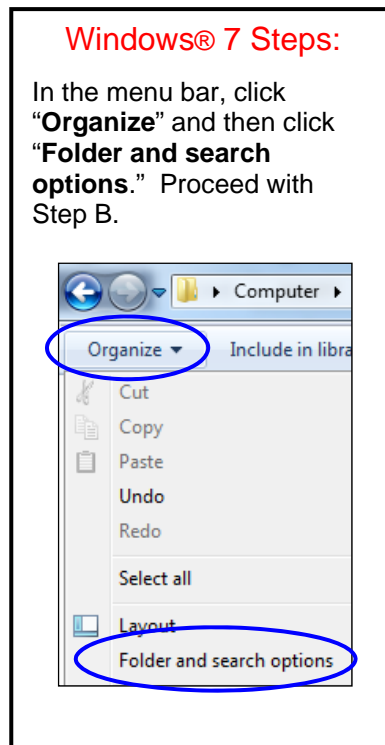 Windows® 7 Steps:
In the menu bar, click
“Organize” and then click
“Folder and search
options.” Proceed with
Step B.
Computer
Organize Include in libra
Cut
Copy
Paste
Undo
Redo
Select all
Layout
Folder and search options